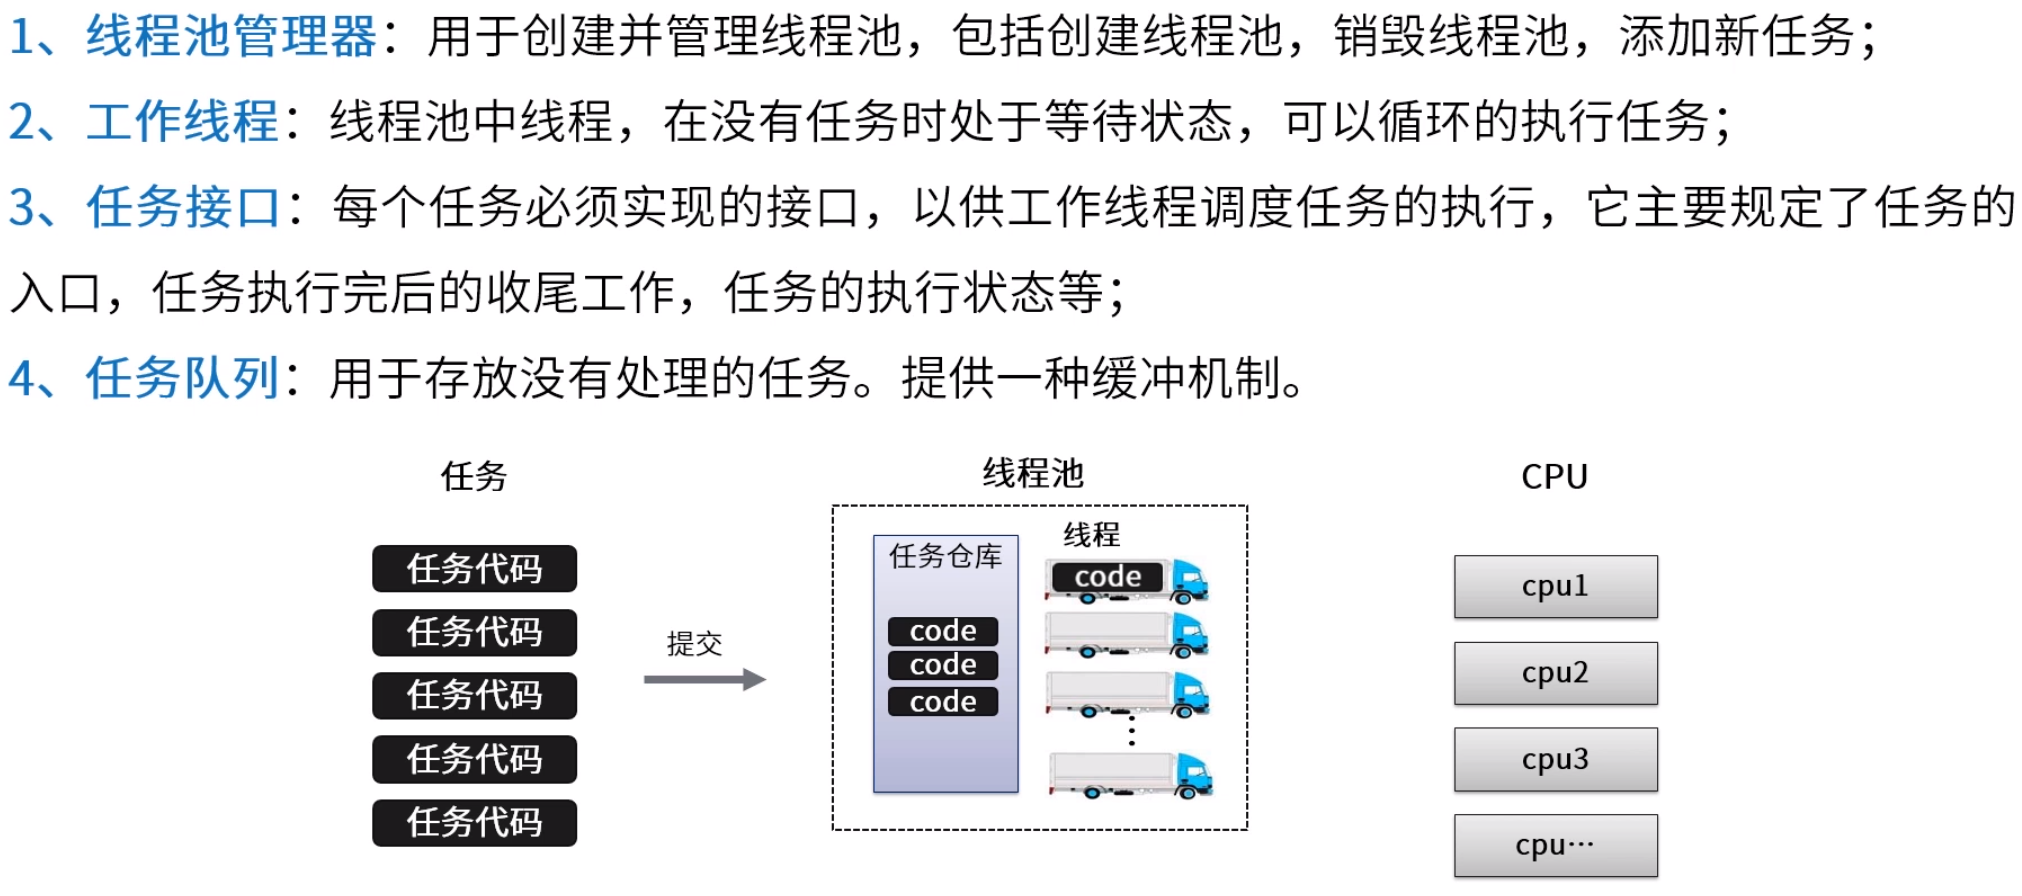 1、线程池管理器：用于创建并管理线程池，包括创建线程池，销毁线程池，添加新任务；
2、工作线程：线程池中线程，在没有任务时处于等待状态，可以循环的执行任务；
3、任务接口：每个任务必须实现的接口，以供工作线程调度任务的执行，它主要规定了任务的
入口，任务执行完后的收尾工作，任务的执行状态等；
4、任务队列：用于存放没有处理的任务。提供一种缓冲机制。
任务
任务代码
任务代码
任务代码
任务代码
任务代码
提交
线程池
任务仓库
code
code
code
线程
code
CPU
cpu1
cpu2
cpu3
cpu…